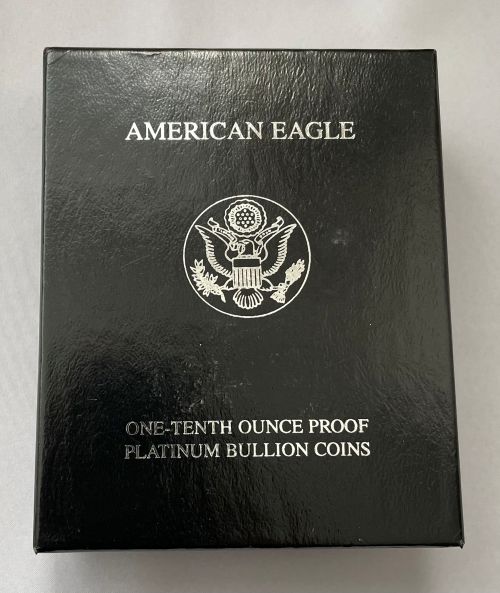 AMERICAN EAGLE
ONE-TENTH OUNCE PROOF
PLATINUM BULLION COINS